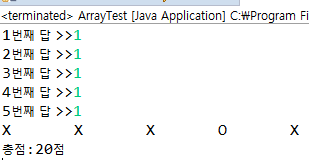 <terminated> ArrayTest [Java Application] C:\Program Fi
1번째 답 >>1
2번째 답 >>1
3번째 답 >>1
4번째 답 >>1
5번째 답 >>1
X X X O X
총점:20점